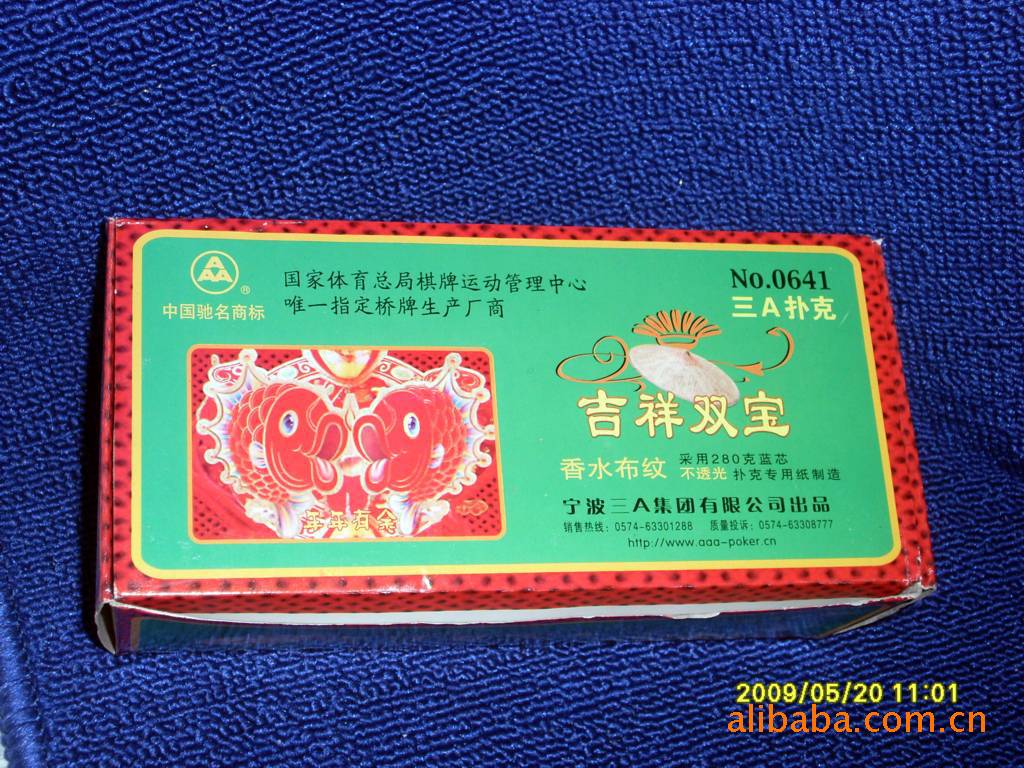 AAA
®
中国驰名商标
国家体育总局棋牌运动管理中心
唯一指定桥牌生产厂商
No.0641
三A扑克
吉祥双宝
香水布纹
采用280克蓝芯
不透光 扑克专用纸制造
年年有余
宁波三A集团有限公司出品
销售热线：0574-63301288 质量投诉：0574-63308777
http://www.aaa-poker.cn
2009/05/20 11:01
alibaba.com.cn